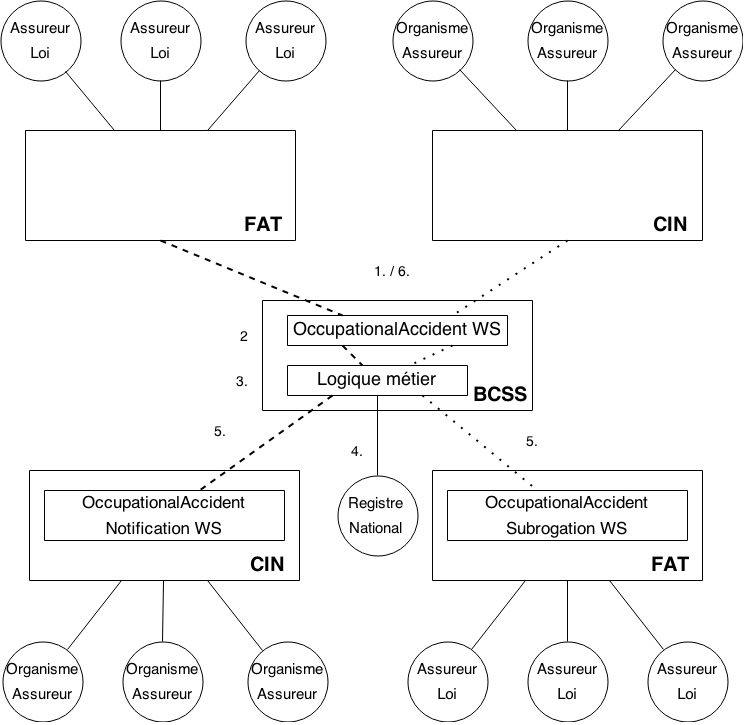 Assureur
Loi
Assureur
Loi
Assureur
Loi
Organisme
Assureur
Organisme
Assureur
Organisme
Assureur
FAT
CIN
1. / 6.
OccupationalAccident WS
2
Logique métier
3.
BCSS
5.
4.
5.
OccupationalAccident
Notification WS
CIN
Registre
National
OccupationalAccident
Subrogation WS
FAT
Organisme
Assureur
Organisme
Assureur
Organisme
Assureur
Assureur
Loi
Assureur
Loi
Assureur
Loi